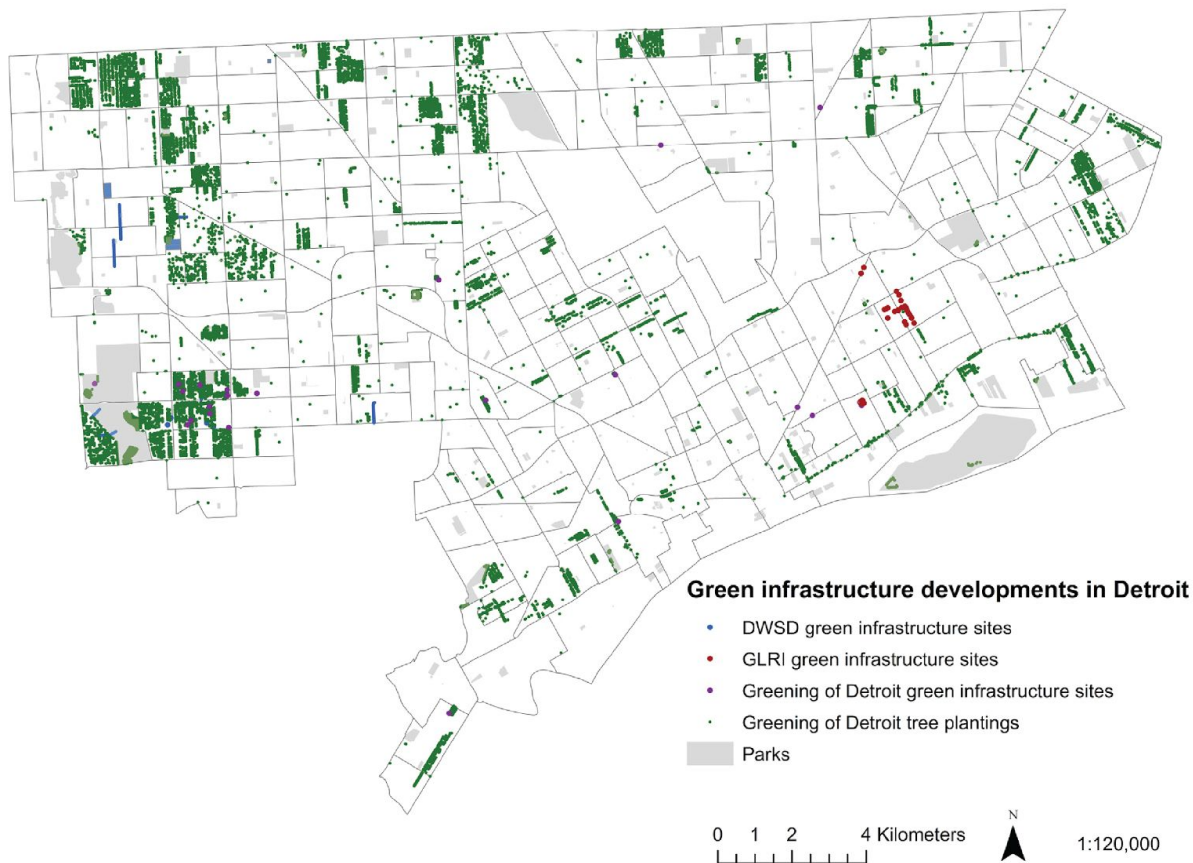 Green infrastructure developments in Detroit
DWSD green infrastructure sites
GLRI green infrastructure sites
Greening of Detroit green infrastructure sites
Greening of Detroit tree plantings
Parks
N
0 1 2 4 Kilometers
1:120,000